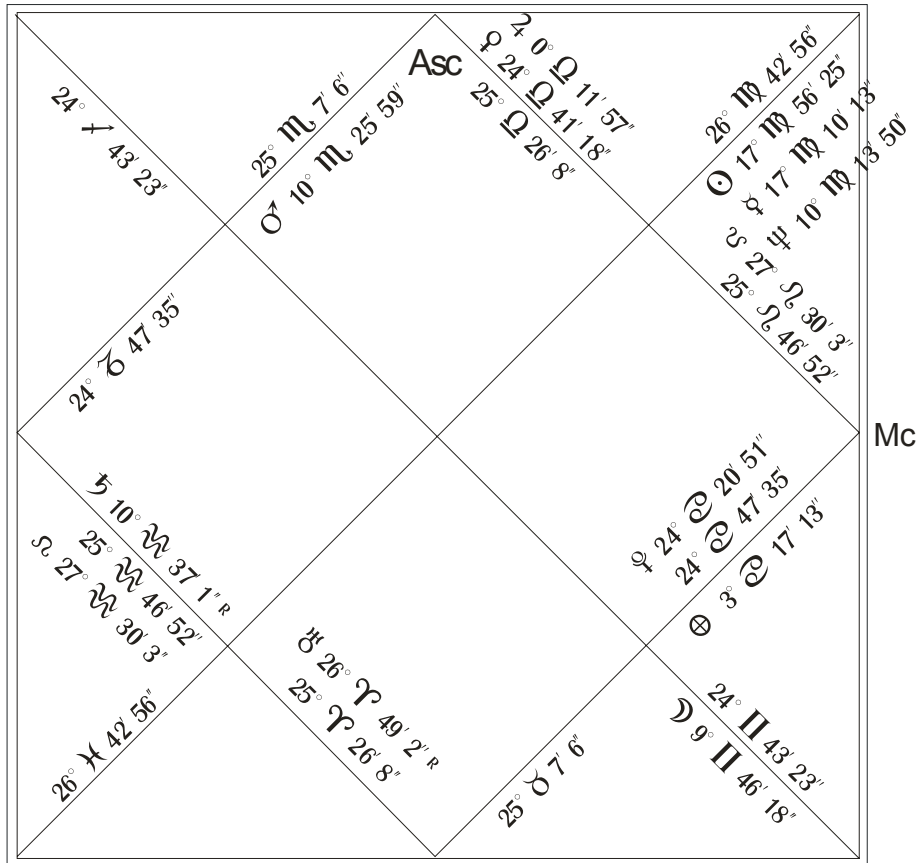 ♃ 0° ♎ 11' 57"
♀ 24° ♎ 41' 18"
25° ♎ 26' 8"
Asc
26° ♍ 42' 56"
☉ 17° ♍ 56' 25"
☿ 17° ♍ 10' 13"
♆ 10° ♍ 13' 50"
25° ♏ 7' 6"
♂ 10° ♏ 25' 59"
24° ♐ 43' 23"
☋ 27° ♌ 30' 3"
25° ♌ 46' 52"
24° ♑ 47' 35"
Mc
♇ 24° ♋ 20' 51"
24° ♋ 47' 35'
⊗ 3° ♋ 17' 13"
♄ 10° ♒ 37' 1" R
25° ♒ 46' 52"
☊ 27° ♒ 30' 3"
♅ 26° ♈ 49' 2" R
25° ♈ 26' 8"
26° ♓ 42' 56"
25° ♉ 7' 6"
24° ♊ 43' 23"
☽ 9° ♊ 46' 18"